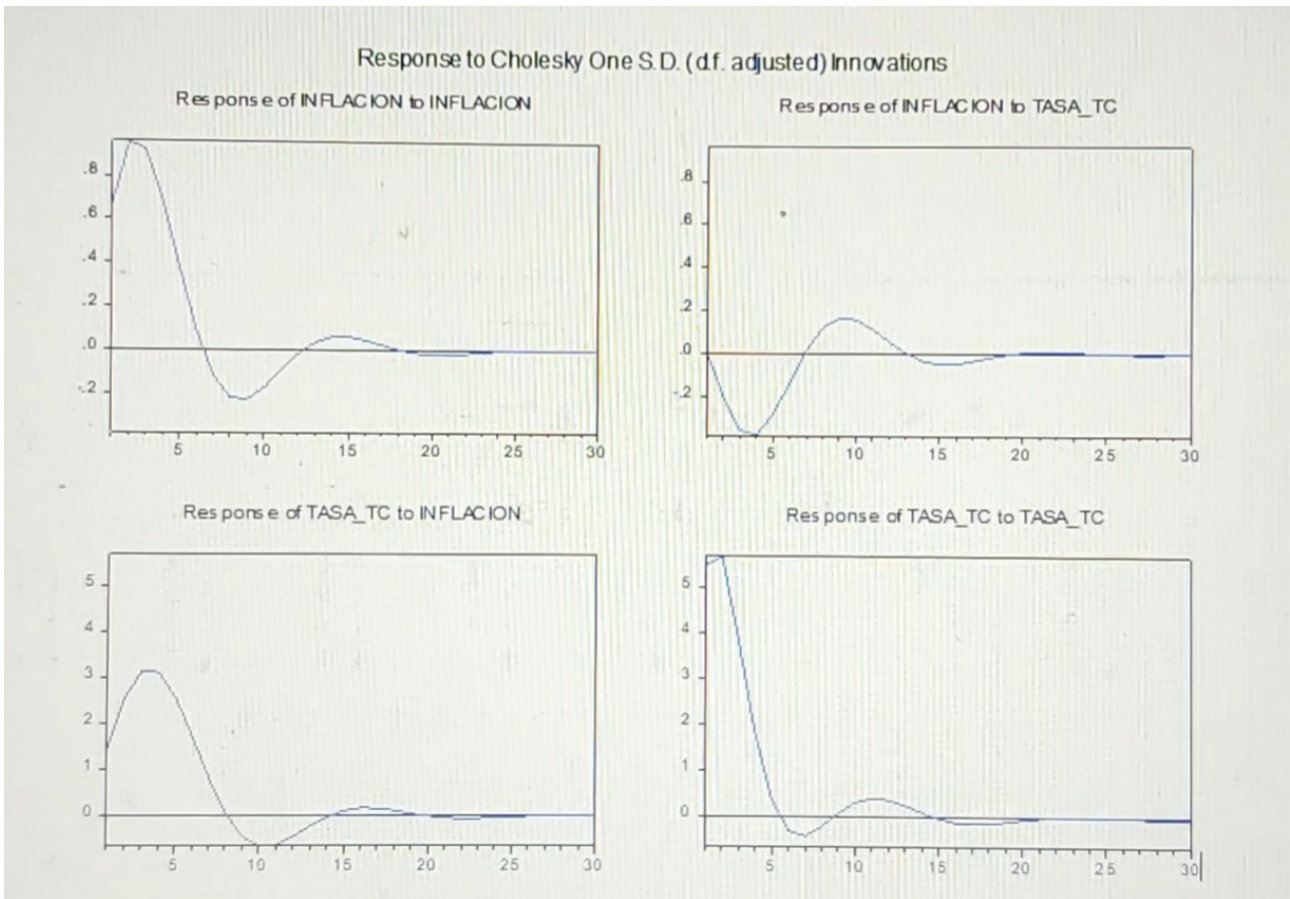 Response to Cholesky One S.D. (d.f. adjusted) Innovations
Response of INFLACION to INFLACION
.8
.6
.4
.2
.0
-.2
5 10 15 20 25 30
Response of INFLACION to TASA_TC
.8
.6
.4
.2
.0
-.2
5 10 15 20 25 30
Response of TASA_TC to INFLACION
5
4
3
2
1
0
5 10 15 20 25 30
Response of TASA_TC to TASA_TC
5
4
3
2
1
0
5 10 15 20 25 30